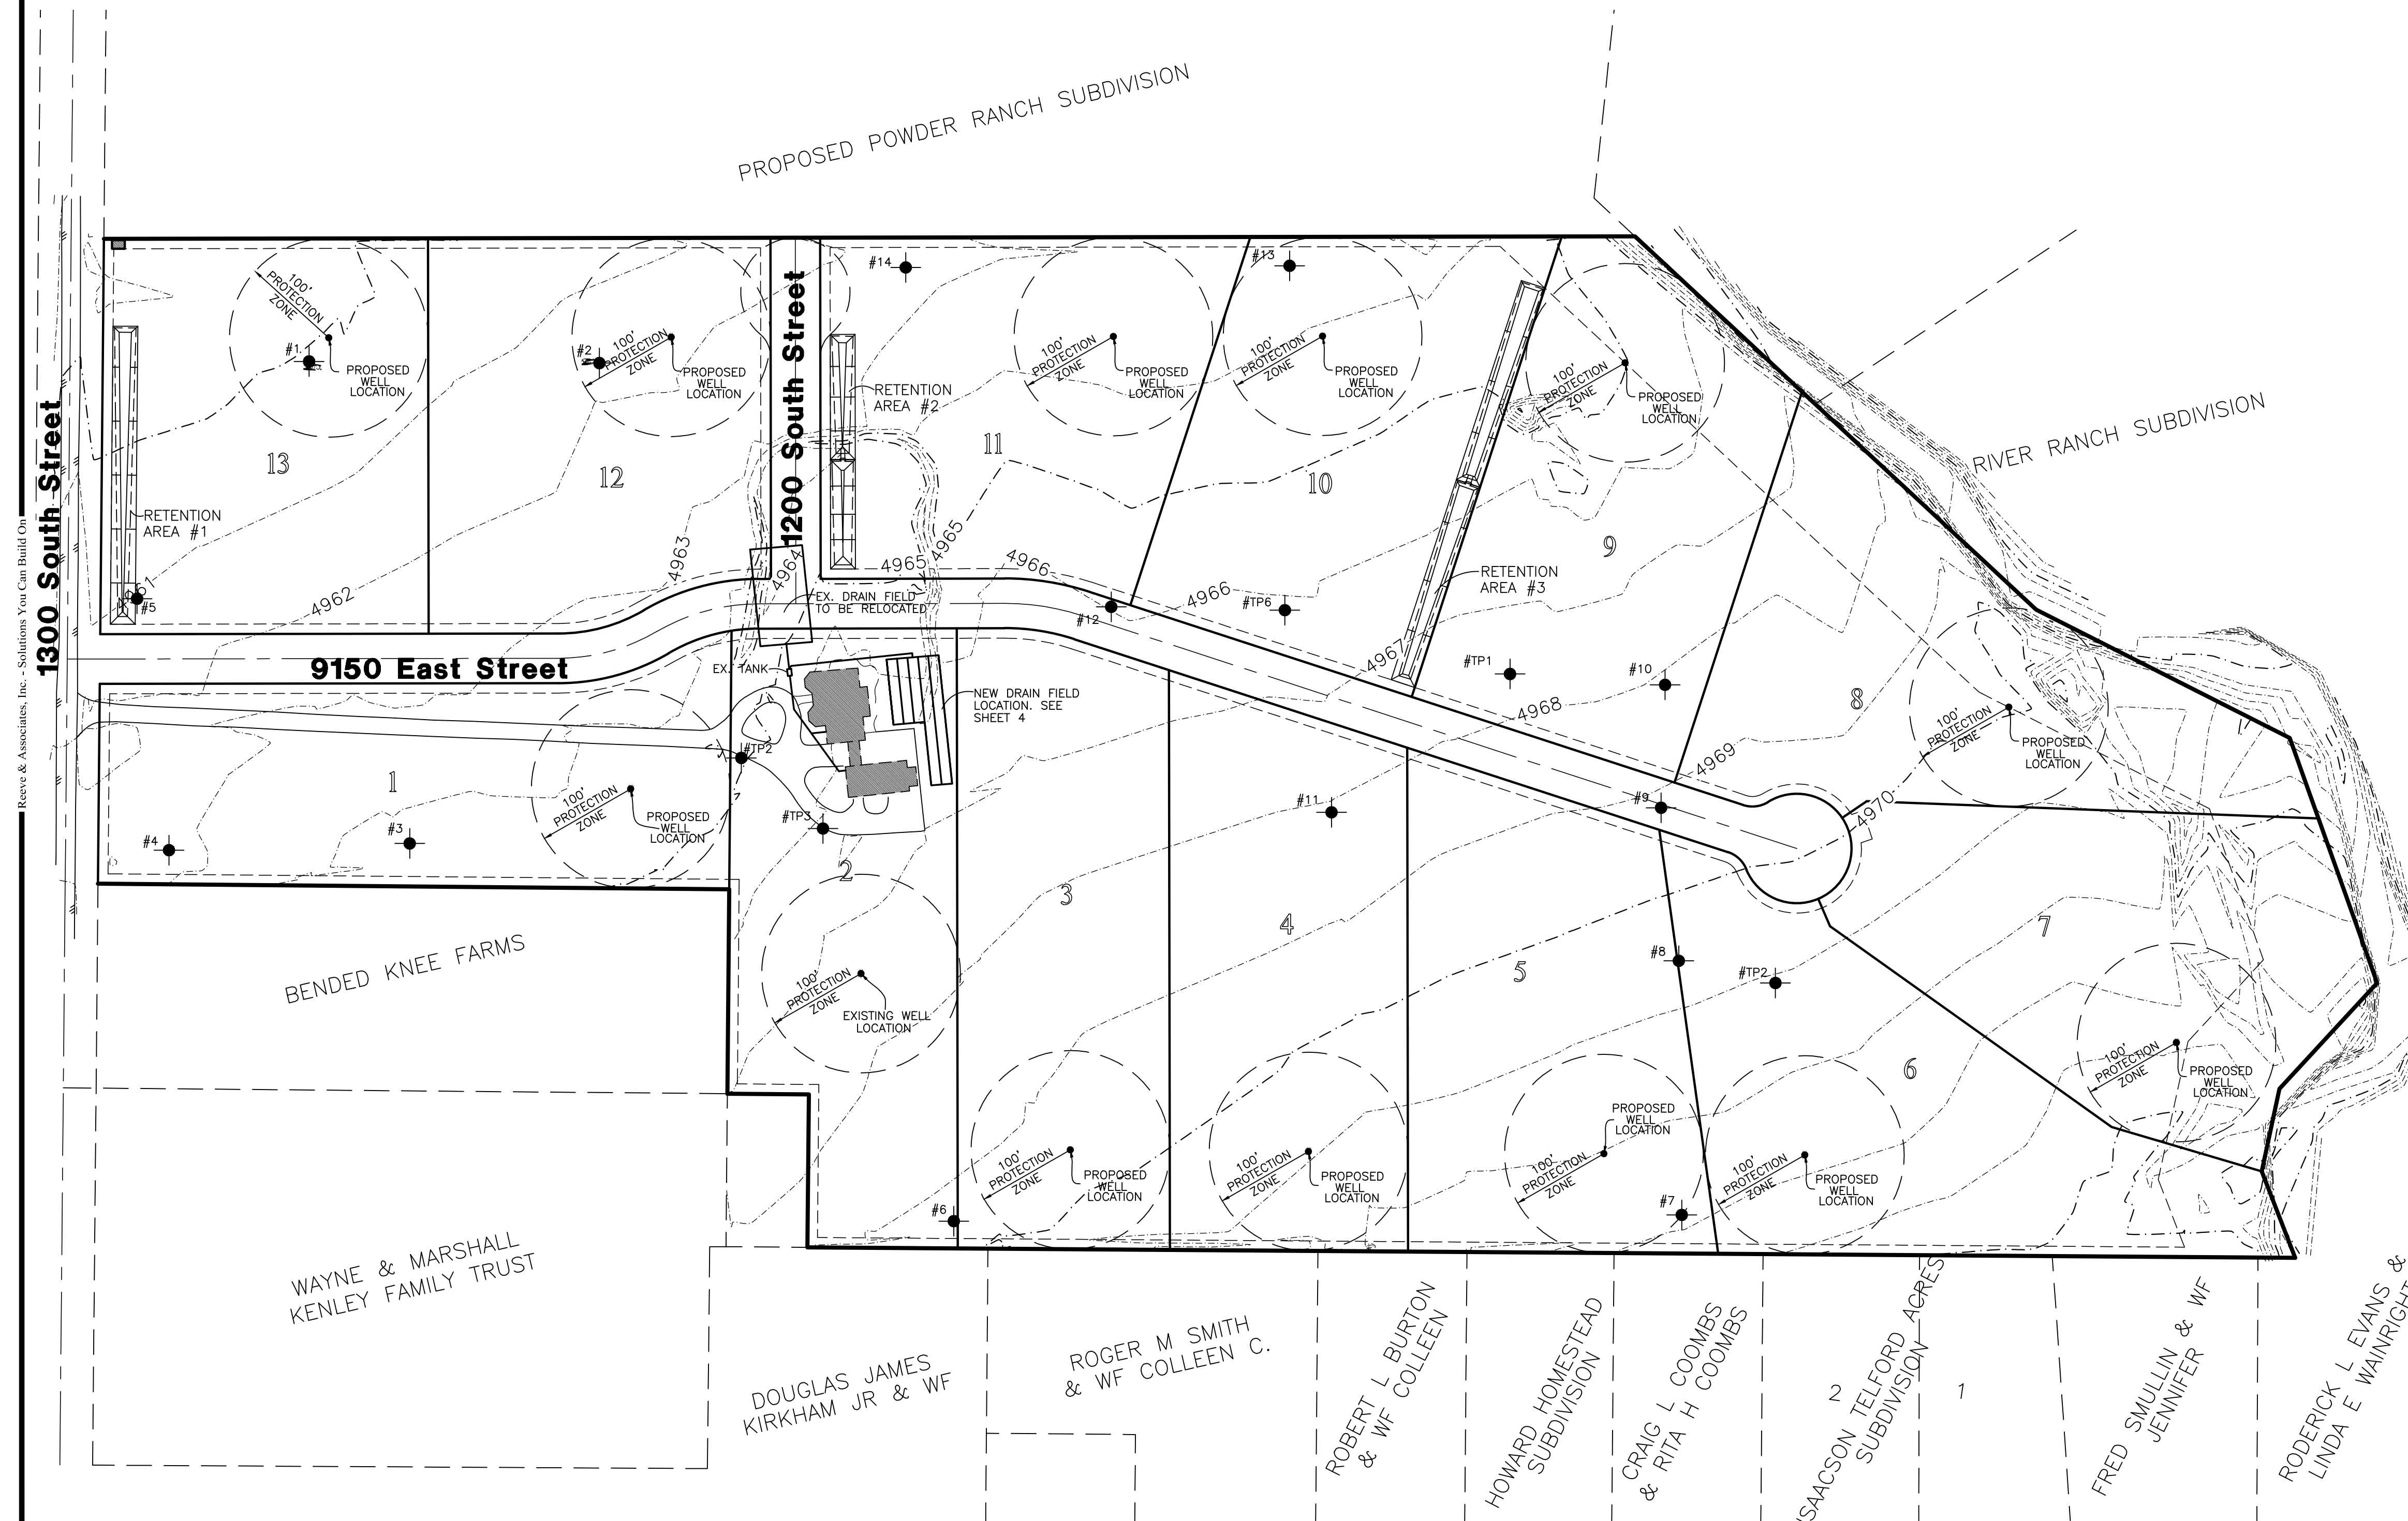 PROPOSED POWDER RANCH SUBDIVISION
RIVER RANCH SUBDIVISION
1300 South Street
Reeve & Associates, Inc. - Solutions You Can Build On
100'
PROTECTION
ZONE
PROPOSED
WELL
LOCATION
#1
13
RETENTION
AREA #1
4961
#5
#2
100'
PROTECTION
ZONE
PROPOSED
WELL
LOCATION
12
4962
4963
1200 South Street
4964
#14
RETENTION
AREA #2
11
100'
PROTECTION
ZONE
PROPOSED
WELL
LOCATION
4965
4965
4966
#12
EX. DRAIN FIELD
TO BE RELOCATED
#13
100'
PROTECTION
ZONE
PROPOSED
WELL
LOCATION
10
4966
#TP6
4967
RETENTION
AREA #3
100'
PROTECTION
ZONE
PROPOSED
WELL
LOCATION
9
#TP1
#10
4968
4969
8
100'
PROTECTION
ZONE
PROPOSED
WELL
LOCATION
4970
9150 East Street
EX. TANK
NEW DRAIN FIELD
LOCATION. SEE
SHEET 4
#TP2
#TP3
1
100'
PROTECTION
ZONE
PROPOSED
WELL
LOCATION
#4
#3
2
100'
PROTECTION
ZONE
EXISTING WELL
LOCATION
#6
3
100'
PROTECTION
ZONE
PROPOSED
WELL
LOCATION
#11
4
100'
PROTECTION
ZONE
PROPOSED
WELL
LOCATION
#9
5
#8
100'
PROTECTION
ZONE
PROPOSED
WELL
LOCATION
#7
#TP2
6
100'
PROTECTION
ZONE
PROPOSED
WELL
LOCATION
7
100'
PROTECTION
ZONE
PROPOSED
WELL
LOCATION
BENDED KNEE FARMS
WAYNE & MARSHALL
KENLEY FAMILY TRUST
DOUGLAS JAMES
KIRKHAM JR & WF
ROGER M SMITH
& WF COLLEEN C.
ROBERT L BURTON
& WF COLLEEN
HOWARD HOMESTEAD
SUBDIVISION
CRAIG L COOMBS
& RITA H COOMBS
2
SAACSON TELFORD ACRES
SUBDIVISION
1
FRED SMULLIN & WF
JENNIFER
RODERICK L EVANS &
LINDA E WAINRIGHT